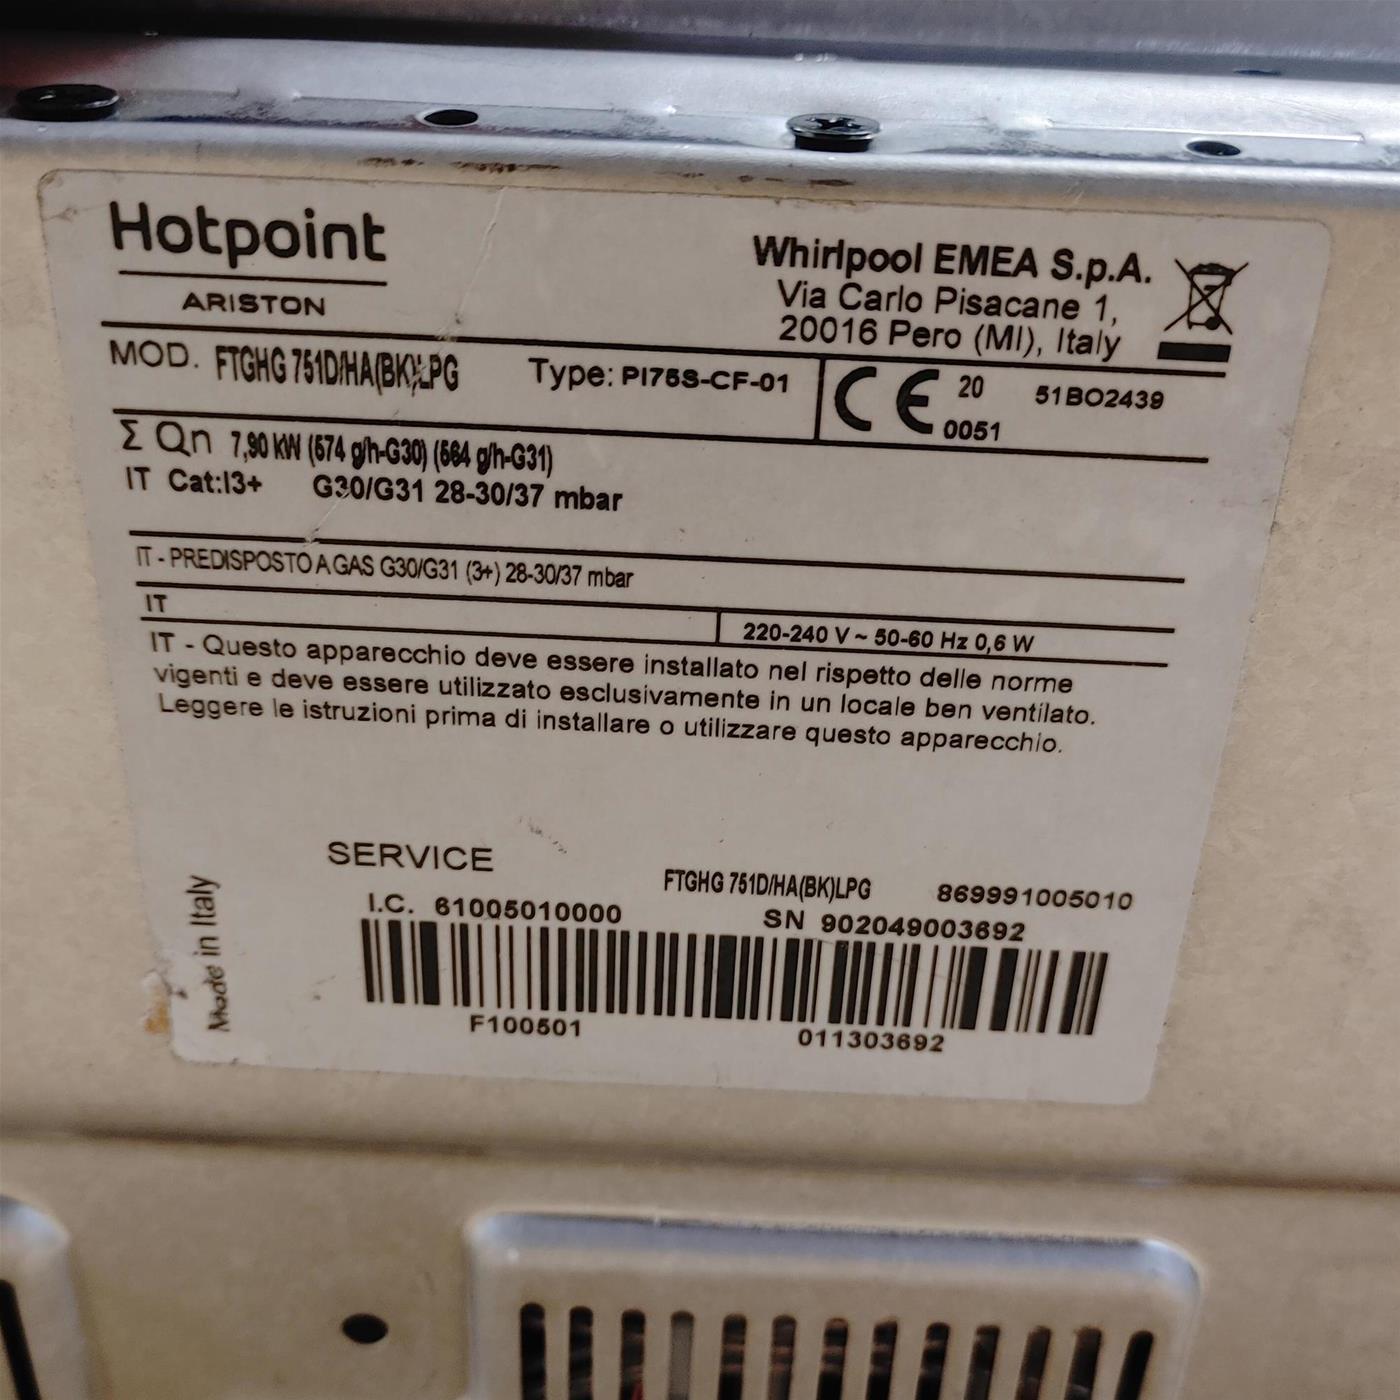 Hotpoint
ARISTON
Whirlpool EMEA S.p.A.
Via Carlo Pisacane 1,
20016 Pero (MI), Italy
MOD. FTGHG 751D/HA(BK)LPG Type: PI75S-CF-01
CE 20 0051 51BO2439
Σ Qn 7,90 kW (574 g/h-G30) (564 g/h-G31)
IT Cat:I3+ G30/G31 28-30/37 mbar
IT - PREDISPOSTO A GAS G30/G31 (3+) 28-30/37 mbar
IT
220-240 V ~ 50-60 Hz 0,6 W
IT - Questo apparecchio deve essere installato nel rispetto delle norme
vigenti e deve essere utilizzato esclusivamente in un locale ben ventilato.
Leggere le istruzioni prima di installare o utilizzare questo apparecchio.
Made in Italy
SERVICE
FTGHG 751D/HA(BK)LPG 869991005010
I.C. 61005010000 SN 902049003692
F100501 011303692